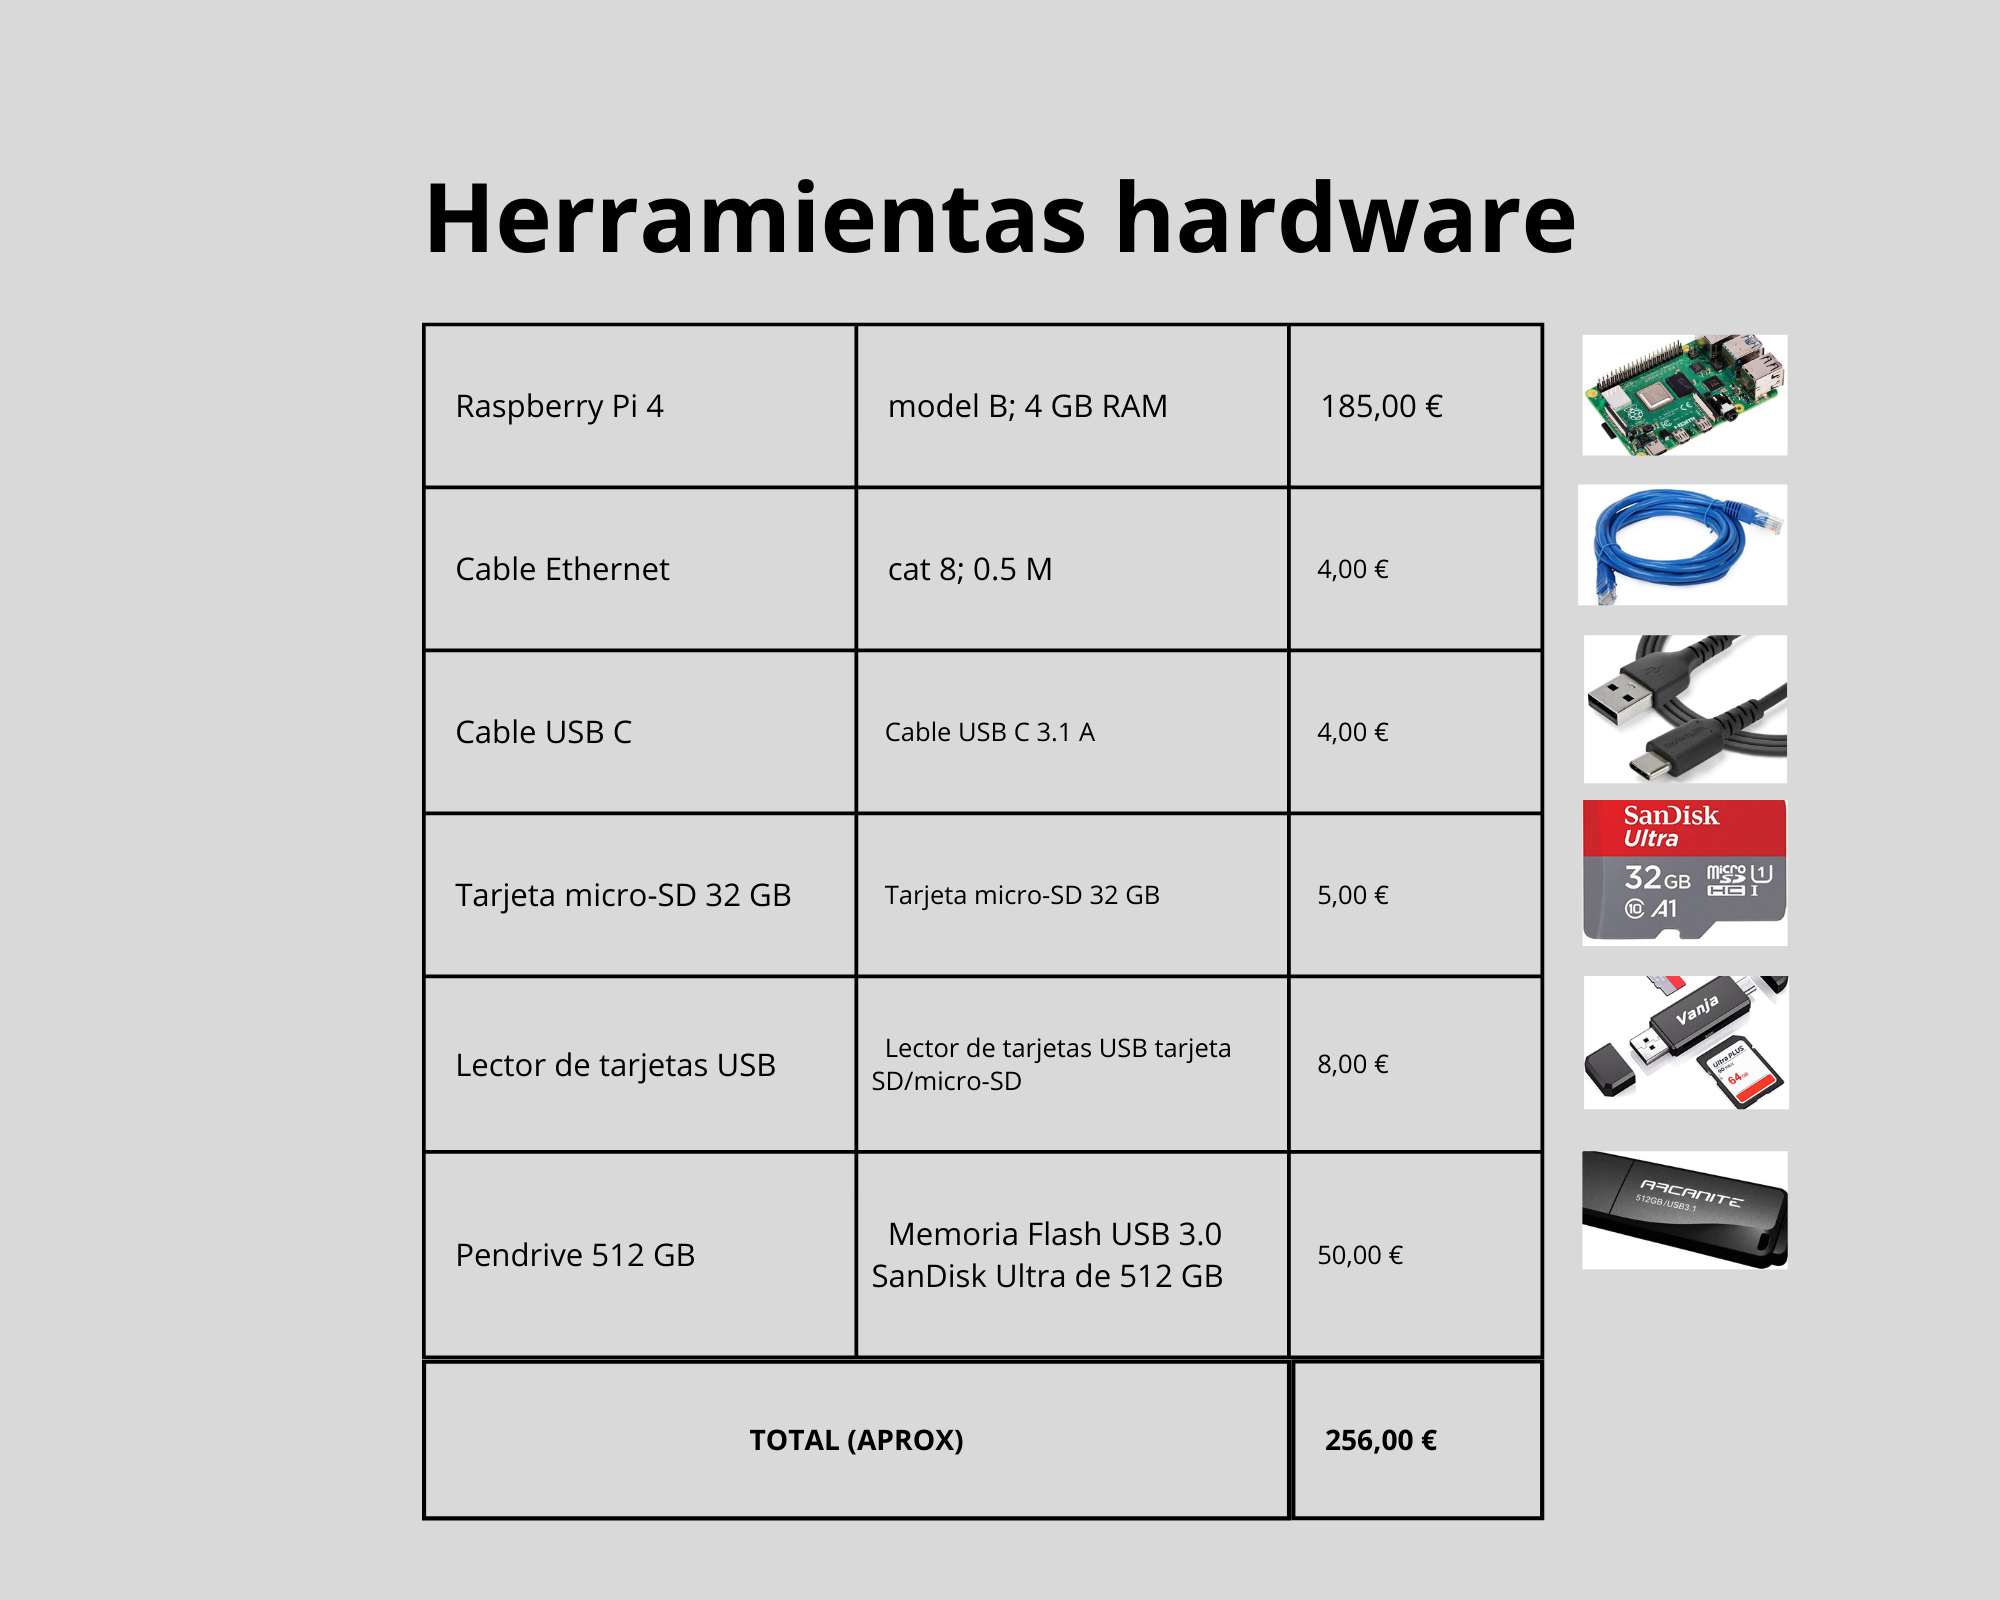 Herramientas hardware
Raspberry Pi 4
model B; 4 GB RAM
185,00 €
Cable Ethernet
cat 8; 0.5 M
4,00 €
Cable USB C
Cable USB C 3.1 A
4,00 €
SanDisk
Ultra
32 GB micro SD HC I U1
10 A1
Tarjeta micro-SD 32 GB
Tarjeta micro-SD 32 GB
5,00 €
Vanja
Ultra PLUS
64 GB
Lector de tarjetas USB
Lector de tarjetas USB tarjeta
SD/micro-SD
8,00 €
ARCANITE
512GB/USB3.1
Pendrive 512 GB
Memoria Flash USB 3.0
SanDisk Ultra de 512 GB
50,00 €
TOTAL (APROX)
256,00 €